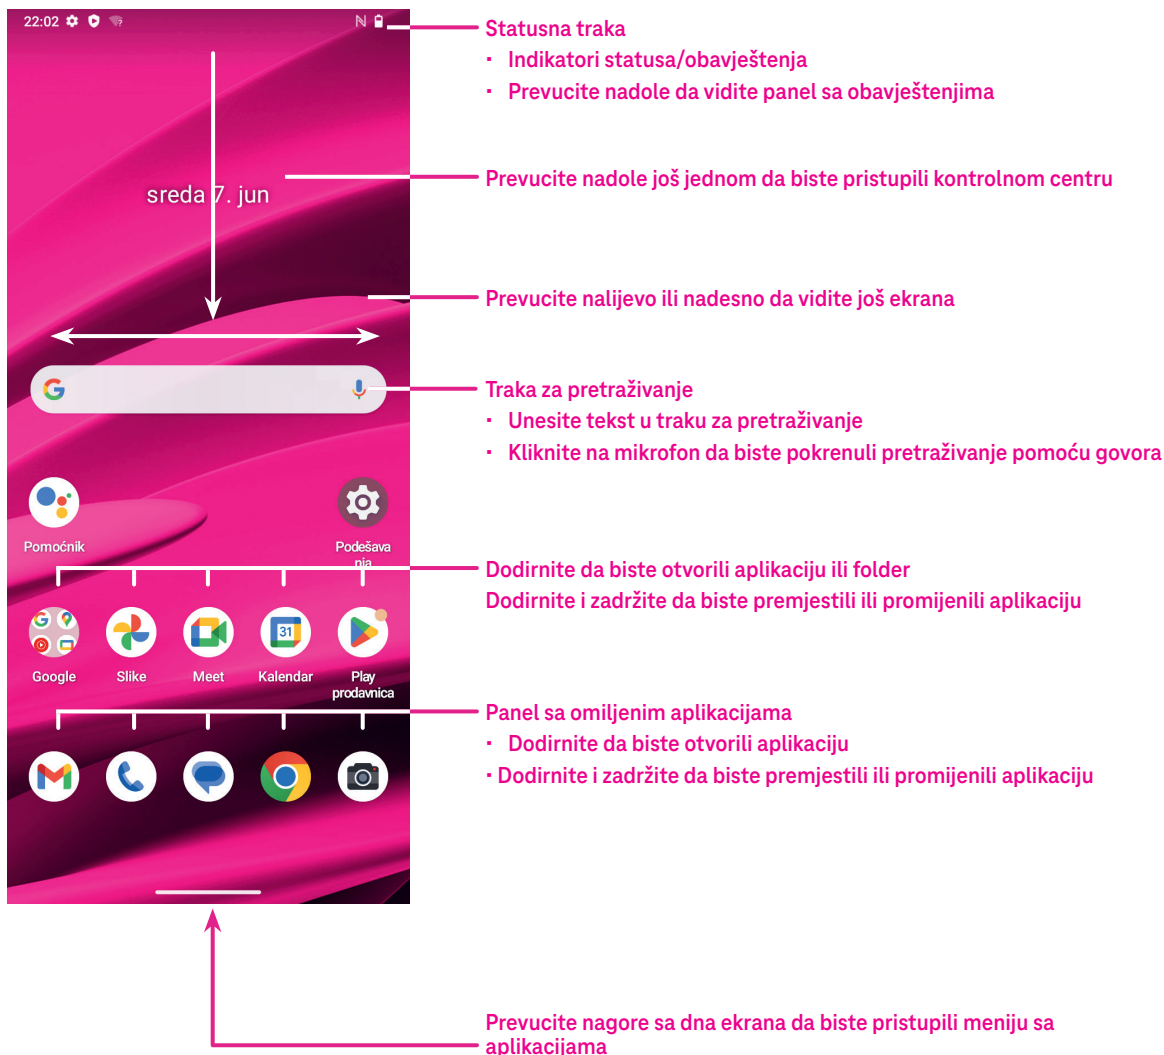 22:02
Statusna traka
· Indikatori statusa/obavještenja
· Prevucite nadole da vidite panel sa obavještenjima
Prevucite nadole još jednom da biste pristupili kontrolnom centru
sreda 7. jun
Prevucite nalijevo ili nadesno da vidite još ekrana
Traka za pretraživanje
· Unesite tekst u traku za pretraživanje
· Kliknite na mikrofon da biste pokrenuli pretraživanje pomoću govora
Pomoćnik
Podešava
nja
Dodirnite da biste otvorili aplikaciju ili folder
Dodirnite i zadržite da biste premjestili ili promijenili aplikaciju
31
Google
Slike
Meet
Kalendar
Play
prodavnica
Panel sa omiljenim aplikacijama
· Dodirnite da biste otvorili aplikaciju
· Dodirnite i zadržite da biste premjestili ili promijenili aplikaciju
Prevucite nagore sa dna ekrana da biste pristupili meniju sa
aplikacijama